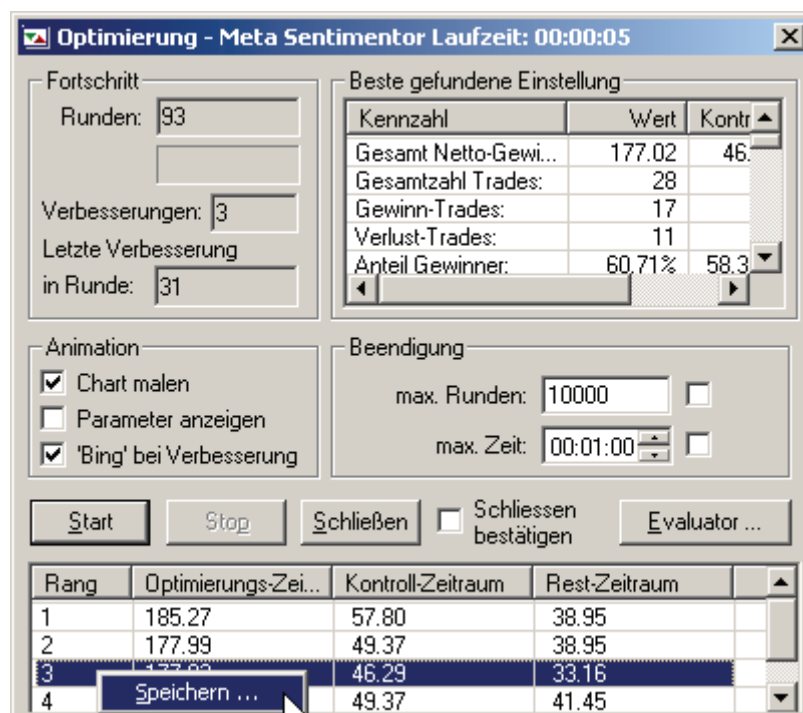 Optimierung - Meta Sentimentor Laufzeit: 00:00:05
Fortschritt
Runden: 93
Verbesserungen: 3
Letzte Verbesserung
in Runde: 31
Beste gefundene Einstellung
Kennzahl Wert Kontr
Gesamt Netto-Gewi... 177.02 46.
Gesamtzahl Trades: 28
Gewinn-Trades: 17
Verlust-Trades: 11
Anteil Gewinner: 60,71% 58.3
Animation
Chart malen
Parameter anzeigen
'Bing' bei Verbesserung
Beendigung
max. Runden: 10000
max. Zeit: 00:01:00
Start Stop Schließen Schliessen bestätigen Evaluator ...
Rang Optimierungs-Zei... Kontroll-Zeitraum Rest-Zeitraum
1 185.27 57.80 38.95
2 177.99 49.37 38.95
3 46.29 33.16
Speichern ...
4 49.37 41.45